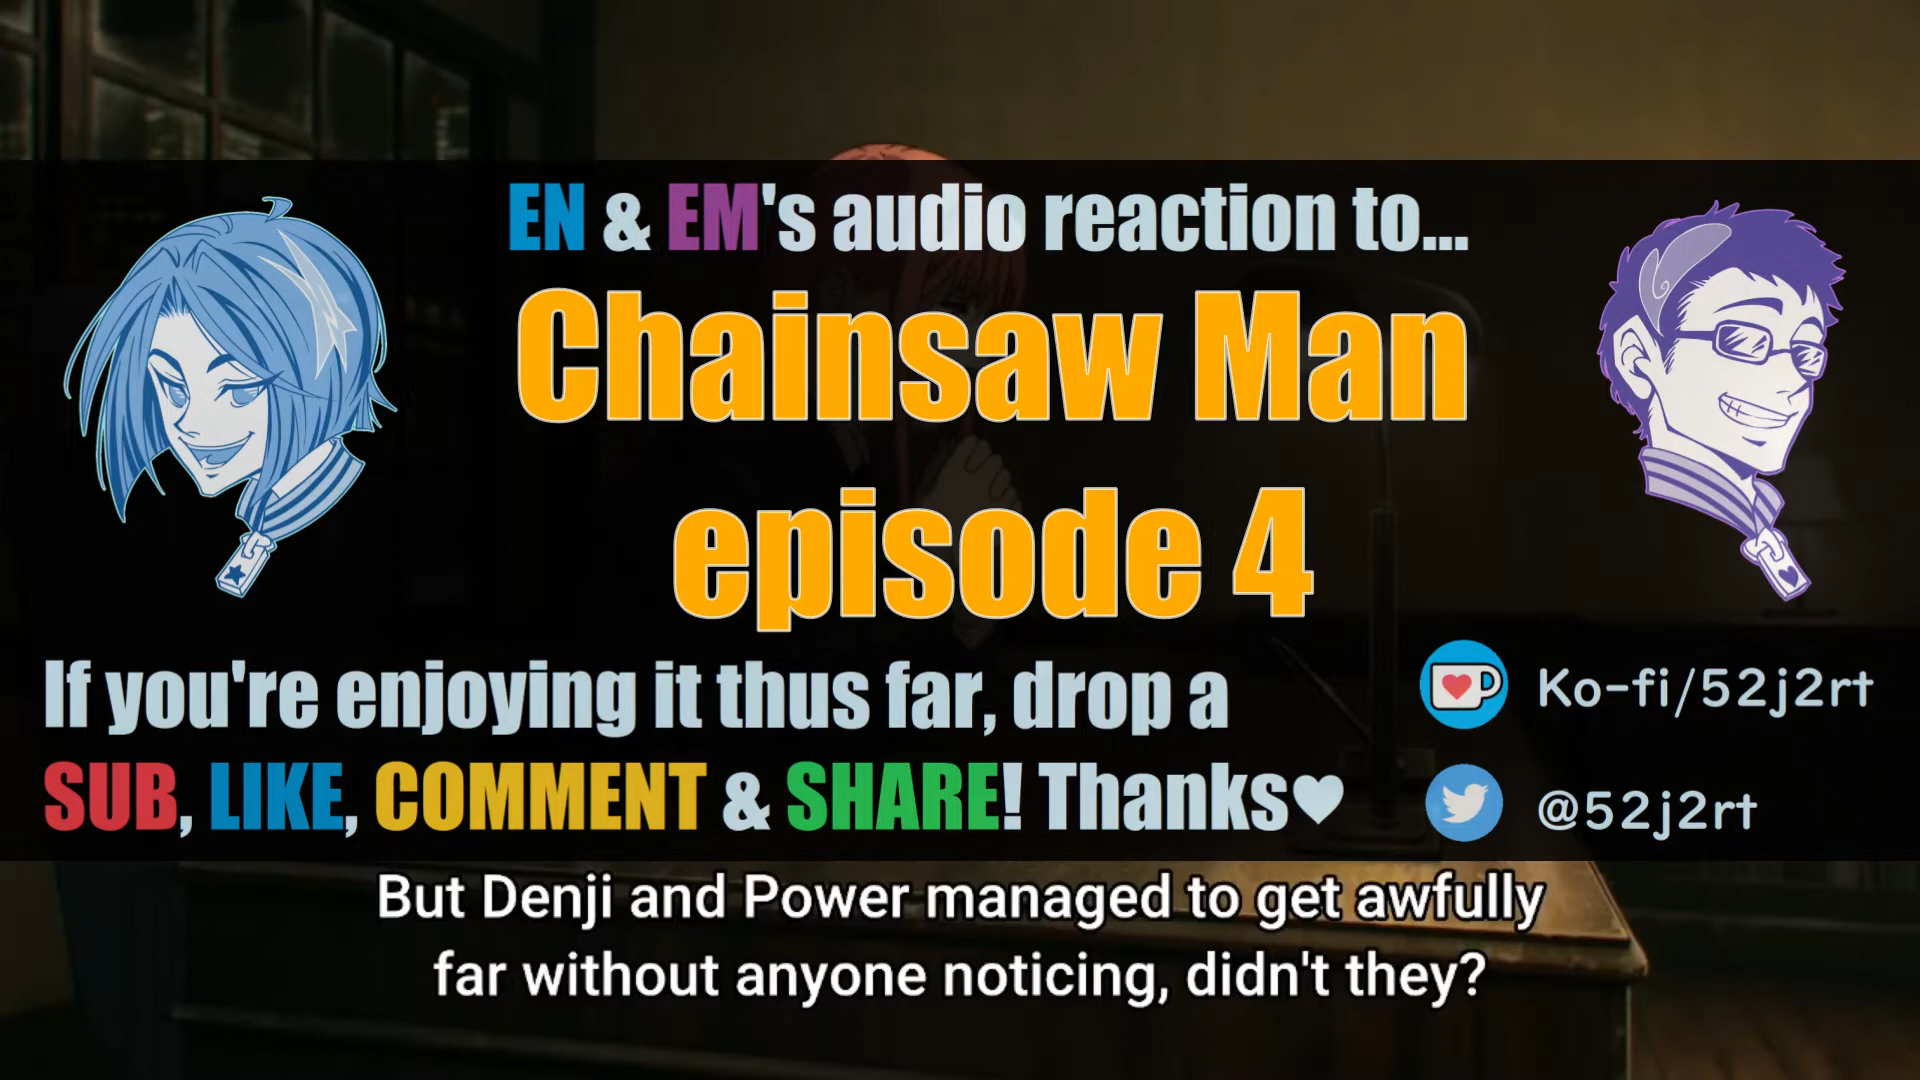 EN & EM's audio reaction to...
Chainsaw Man
episode 4
If you're enjoying it thus far, drop a
SUB, LIKE, COMMENT & SHARE! Thanks♥
Ko-fi/52j2rt
@52j2rt
But Denji and Power managed to get awfully
far without anyone noticing, didn't they?